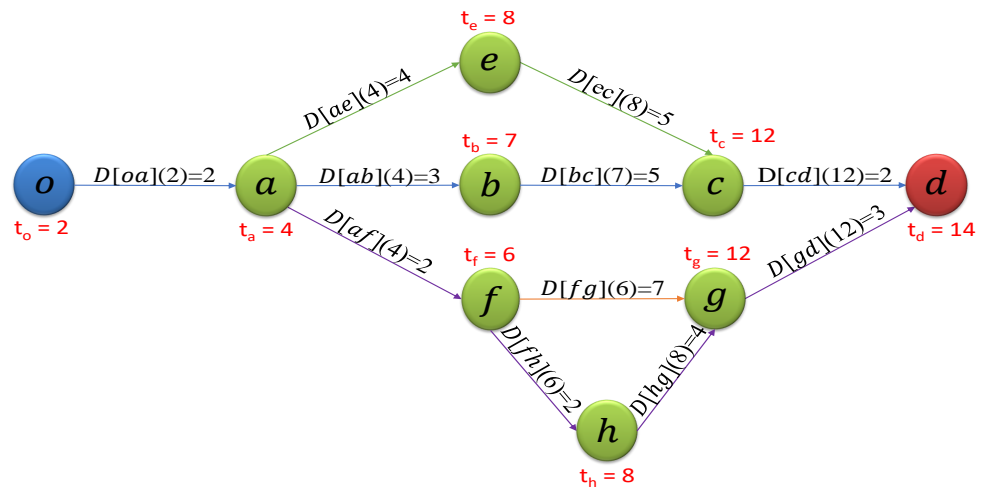 t_e = 8
e
D[ae](4)=4
D[ec](8)=5
t_b = 7
t_c = 12
o
D[oa](2)=2
a
D[ab](4)=3
b
D[bc](7)=5
c
D[cd](12)=2
d
t_o = 2
t_a = 4
t_d = 14
D[af](4)=2
t_f = 6
t_g = 12
D[gd](12)=3
f
D[fg](6)=7
g
D[fh](6)=2
D[hg](8)=4
h
t_h = 8